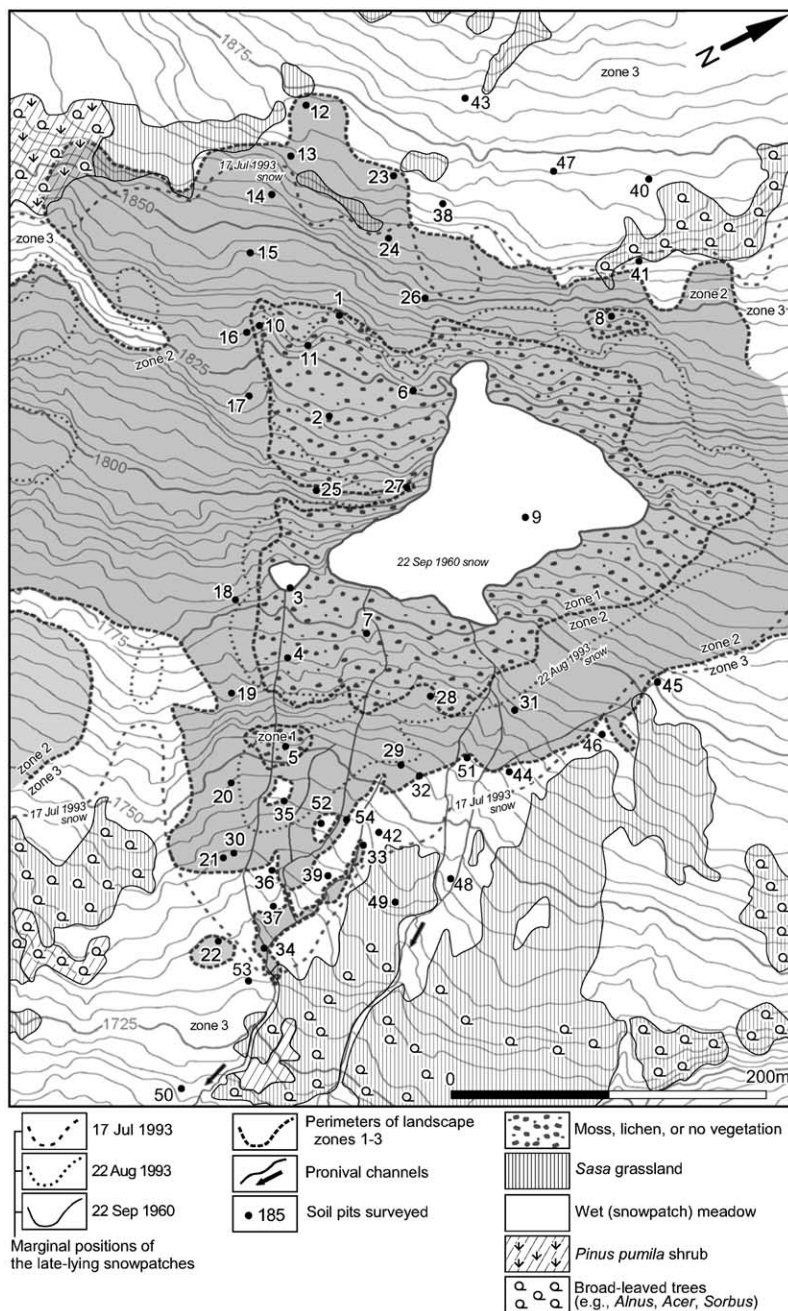 N
1875
zone 3
43
12
13
17 Jul 1993
snow
23
47
40
14
38
1850
zone 3
24
15
41
26
zone 2
zone 3
1
8
10
16
11
zone 2
1825
6
17
2
1800
25
27
9
22 Sep 1960 snow
18
3
zone 1
zone 2
7
1775
4
22 Aug 1993
snow
zone 2
zone 3
45
19
28
31
zone 1
5
46
29
51
44
zone 2
zone 3
32
20
17 Jul 1993
snow
1750
35
52
54
17 Jul 1993
snow
42
30
21
33
36
39
48
37
49
22
34
53
1725
zone 3
50
0
200m
17 Jul 1993
22 Aug 1993
22 Sep 1960
Marginal positions of
the late-lying snowpatches
Perimeters of landscape
zones 1-3
Pronival channels
185
Soil pits surveyed
Moss, lichen, or no vegetation
Sasa grassland
Wet (snowpatch) meadow
Pinus pumila shrub
Broad-leaved trees
(e.g., Alnus, Acer, Sorbus)